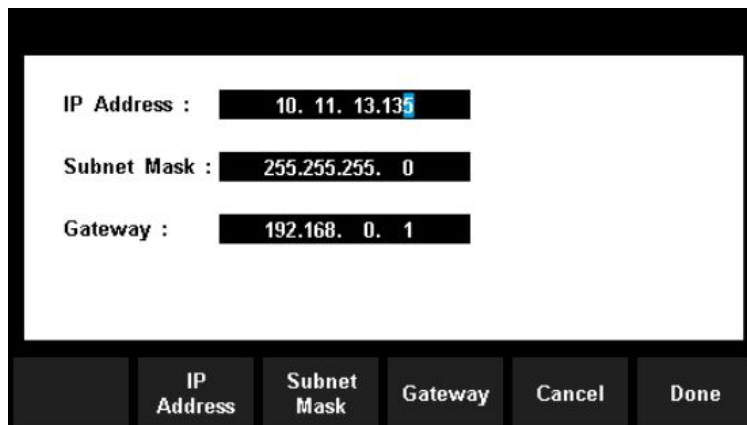 IP Address : 10. 11. 13.135
Subnet Mask : 255.255.255. 0
Gateway : 192.168. 0. 1
IP Address
Subnet Mask
Gateway
Cancel
Done